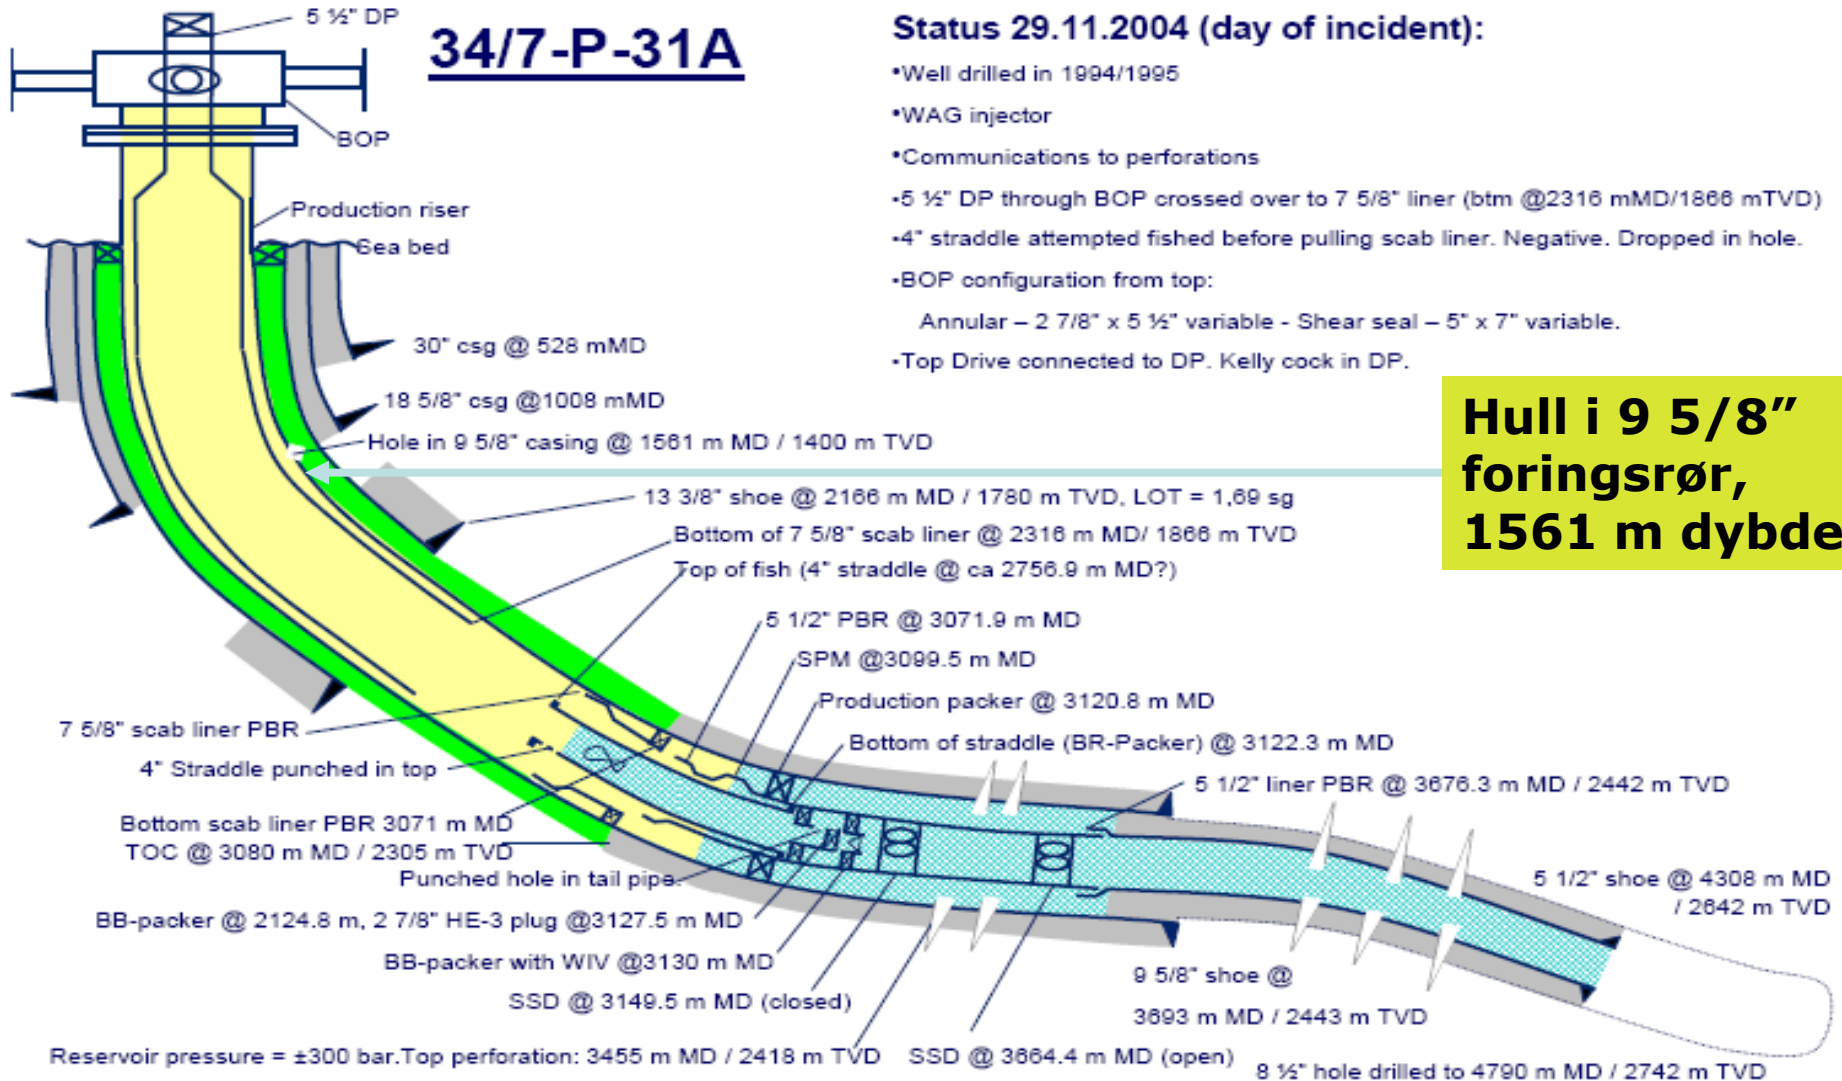 5 ½" DP
34/7-P-31A
BOP
Production riser
Sea bed
Status 29.11.2004 (day of incident):
•Well drilled in 1994/1995
•WAG injector
•Communications to perforations
•5 ½" DP through BOP crossed over to 7 5/8" liner (btm @2316 mMD/1866 mTVD)
•4" straddle attempted fished before pulling scab liner. Negative. Dropped in hole.
•BOP configuration from top:
Annular – 2 7/8" x 5 ½" variable - Shear seal – 5" x 7" variable.
•Top Drive connected to DP. Kelly cock in DP.
30" csg @ 528 mMD
18 5/8" csg @1008 mMD
Hole in 9 5/8" casing @ 1561 m MD / 1400 m TVD
Hull i 9 5/8”
foringsrør,
1561 m dybde
13 3/8" shoe @ 2166 m MD / 1780 m TVD, LOT = 1,69 sg
Bottom of 7 5/8" scab liner @ 2316 m MD/ 1866 m TVD
Top of fish (4" straddle @ ca 2756.9 m MD?)
5 1/2" PBR @ 3071.9 m MD
SPM @3099.5 m MD
Production packer @ 3120.8 m MD
Bottom of straddle (BR-Packer) @ 3122.3 m MD
5 1/2" liner PBR @ 3676.3 m MD / 2442 m TVD
7 5/8" scab liner PBR
4" Straddle punched in top
Bottom scab liner PBR 3071 m MD
TOC @ 3080 m MD / 2305 m TVD
Punched hole in tail pipe.
BB-packer @ 2124.8 m, 2 7/8" HE-3 plug @3127.5 m MD
BB-packer with WIV @3130 m MD
SSD @ 3149.5 m MD (closed)
5 1/2" shoe @ 4308 m MD
/ 2642 m TVD
9 5/8" shoe @
3693 m MD / 2443 m TVD
Reservoir pressure = ±300 bar.Top perforation: 3455 m MD / 2418 m TVD
SSD @ 3664.4 m MD (open)
8 ½" hole drilled to 4790 m MD / 2742 m TVD